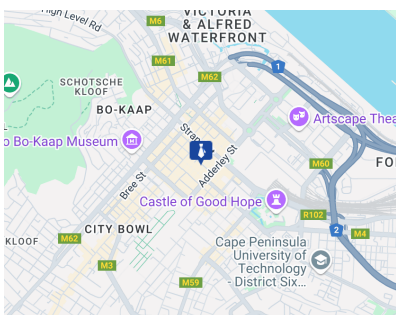 VICTORIA
& ALFRED
WATERFRONT
High Level Rd
M6
M61
M62
1
SCHOTSCHE
KLOOF
BO-KAAP
Artscape Thea
o Bo-Kaap Museum
Adderley St
M60
FO
Bree St
Castle of Good Hope
R102
2
M4
CITY BOWL
KLOOF
M62
M3
Cape Peninsula
University of
Technology
- District Six...
M59